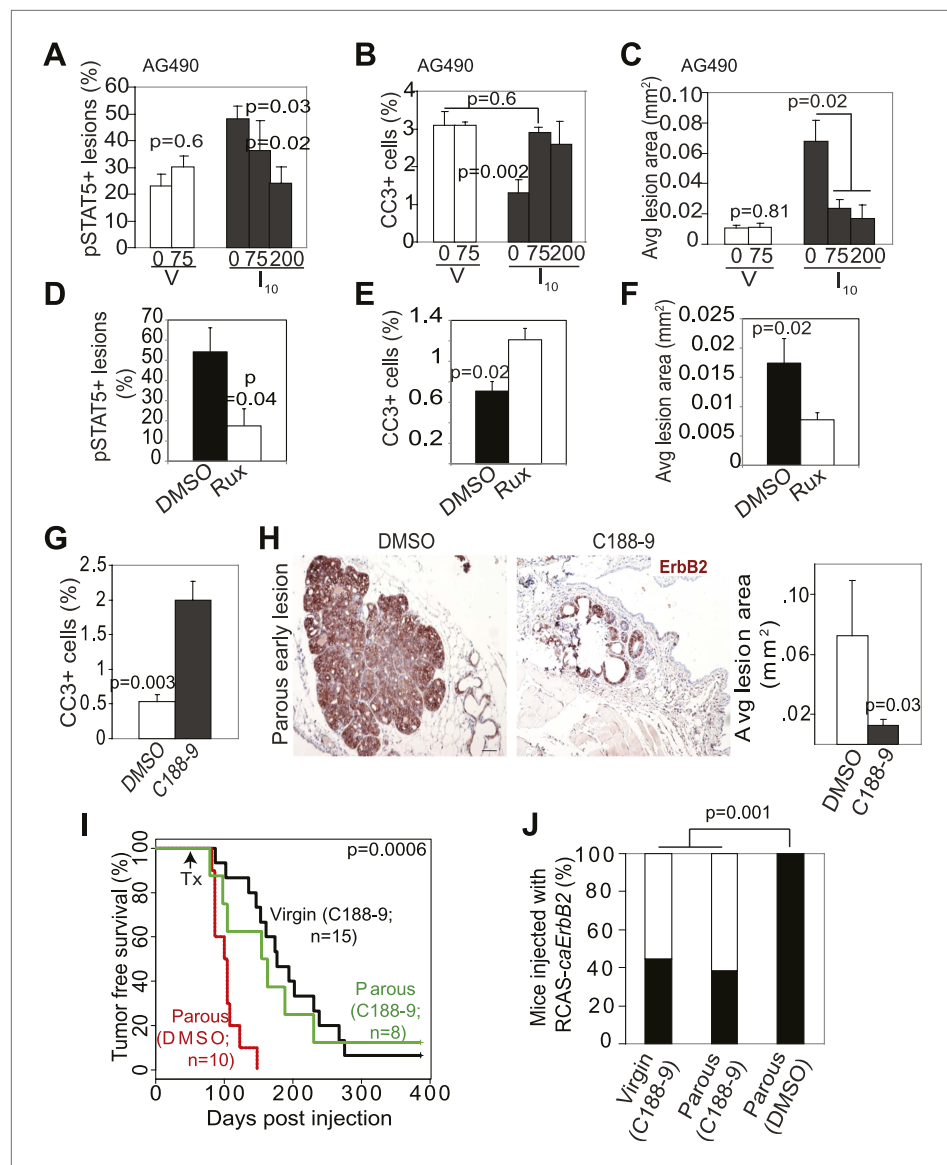 A
AG490
pSTAT5+ lesions (%)
60
50
40
30
20
10
0
p=0.6
p=0.03
p=0.02
0 75
0 75 200
V
I10
B
AG490
CC3+ cells (%)
4
3
2
1
0
p=0.6
p=0.002
0 75
0 75 200
V
I10
C
AG490
Avg lesion area (mm2)
0.10
0.08
0.06
0.04
0.02
0
p=0.02
p=0.81
0 75
0 75 200
V
I10
D
pSTAT5+ lesions
(%)
70
60
50
40
30
20
10
0
p
=0.04
DMSO
Rux
E
CC3+ cells (%)
1.4
1
0.6
0.2
p=0.02
DMSO
Rux
F
Avg lesion area (mm2)
0.025
0.02
0.015
0.01
0.005
0
p=0.02
DMSO
Rux
G
CC3+ cells (%)
2.5
2
1.5
1
0.5
0
p=0.003
DMSO
C188-9
H
DMSO
C188-9
Parous early lesion
ErbB2
Avg lesion area
(mm2)
.10
.06
.02
p=0.03
DMSO
C188-9
I
Tumor free survival (%)
100
80
60
40
20
0
Tx
p=0.0006
Virgin (C188-9;
n=15)
Parous
(C188-9;
n=8)
Parous
(DMSO;
n=10)
0 100 200 300 400
Days post injection
J
p=0.001
Mice injected with
RCAS-caErbB2 (%)
100
80
60
40
20
0
Virgin
(C188-9)
Parous
(C188-9)
Parous
(DMSO)